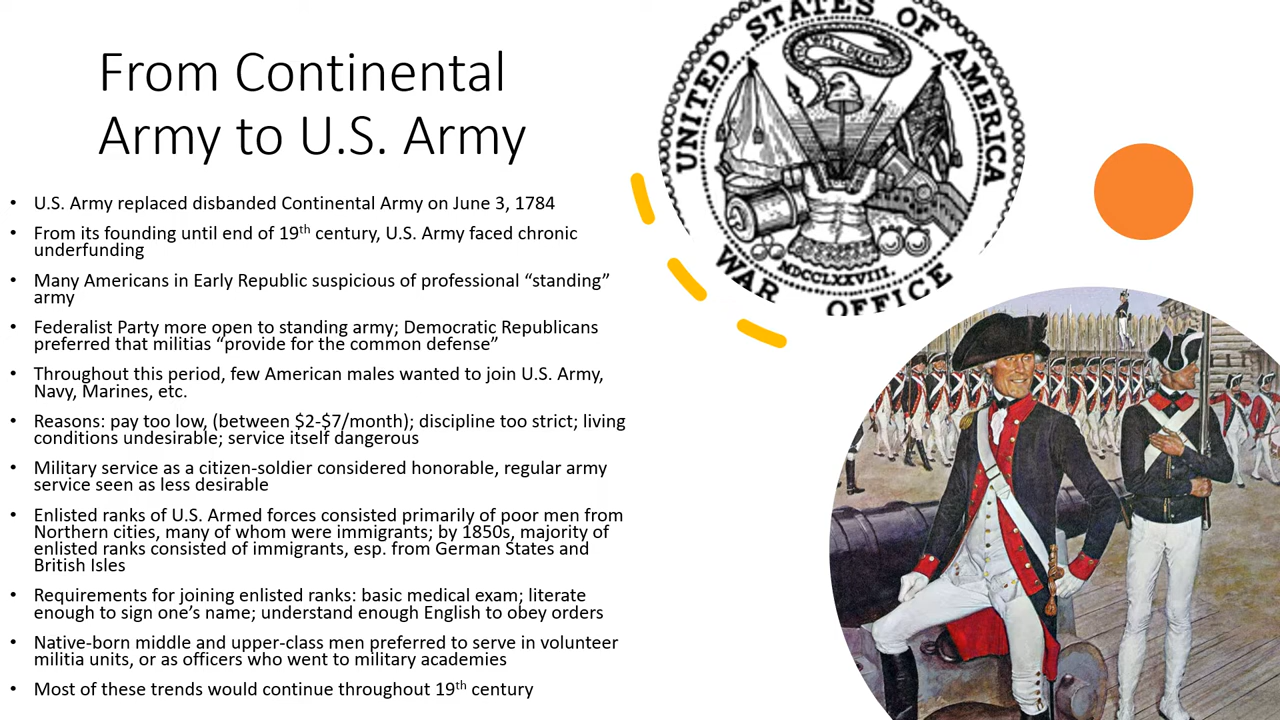 From Continental
Army to U.S. Army
• U.S. Army replaced disbanded Continental Army on June 3, 1784
• From its founding until end of 19th century, U.S. Army faced chronic
underfunding
• Many Americans in Early Republic suspicious of professional “standing”
army
• Federalist Party more open to standing army; Democratic Republicans
preferred that militias “provide for the common defense”
• Throughout this period, few American males wanted to join U.S. Army,
Navy, Marines, etc.
• Reasons: pay too low, (between $2-$7/month); discipline too strict; living
conditions undesirable; service itself dangerous
• Military service as a citizen-soldier considered honorable, regular army
service seen as less desirable
• Enlisted ranks of U.S. Armed forces consisted primarily of poor men from
Northern cities, many of whom were immigrants; by 1850s, majority of
enlisted ranks consisted of immigrants, esp. from German States and
British Isles
• Requirements for joining enlisted ranks: basic medical exam; literate
enough to sign one’s name; understand enough English to obey orders
• Native-born middle and upper-class men preferred to serve in volunteer
militia units, or as officers who went to military academies
• Most of these trends would continue throughout 19th century
UNITED STATES OF AMERICA
WE'LL DEFEND
MDCCLXXVIII
WAR OFFICE